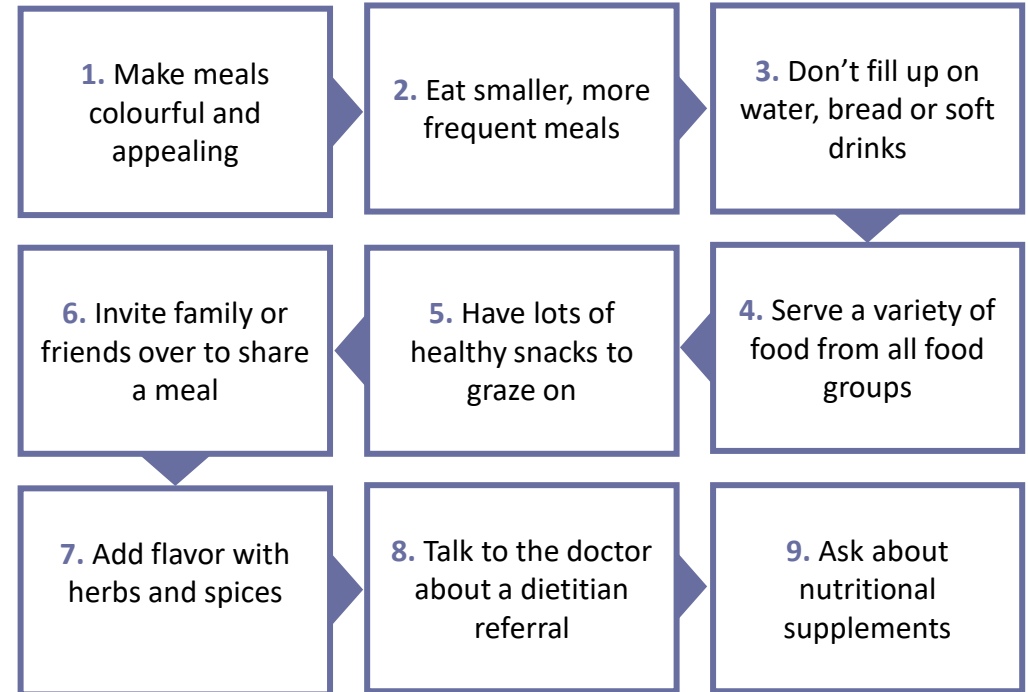 1. Make meals
colourful and
appealing
2. Eat smaller, more
frequent meals
3. Don’t fill up on
water, bread or soft
drinks
4. Serve a variety of
food from all food
groups
5. Have lots of
healthy snacks to
graze on
6. Invite family or
friends over to share
a meal
7. Add flavor with
herbs and spices
8. Talk to the doctor
about a dietitian
referral
9. Ask about
nutritional
supplements